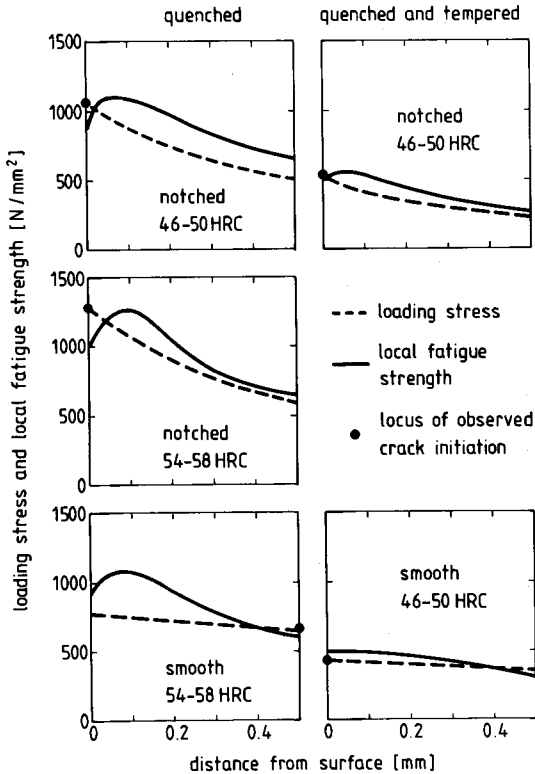 quenched
quenched and tempered
loading stress and local fatigue strength [N/mm²]
1500
1000
500
0
notched
46-50 HRC
notched
46-50 HRC
1500
1000
500
notched
54-58 HRC
loading stress
local fatigue
strength
locus of observed
crack initiation
1500
1000
500
0
smooth
54-58 HRC
smooth
46-50 HRC
0 0.2 0.4
0 0.2 0.4
distance from surface [mm]